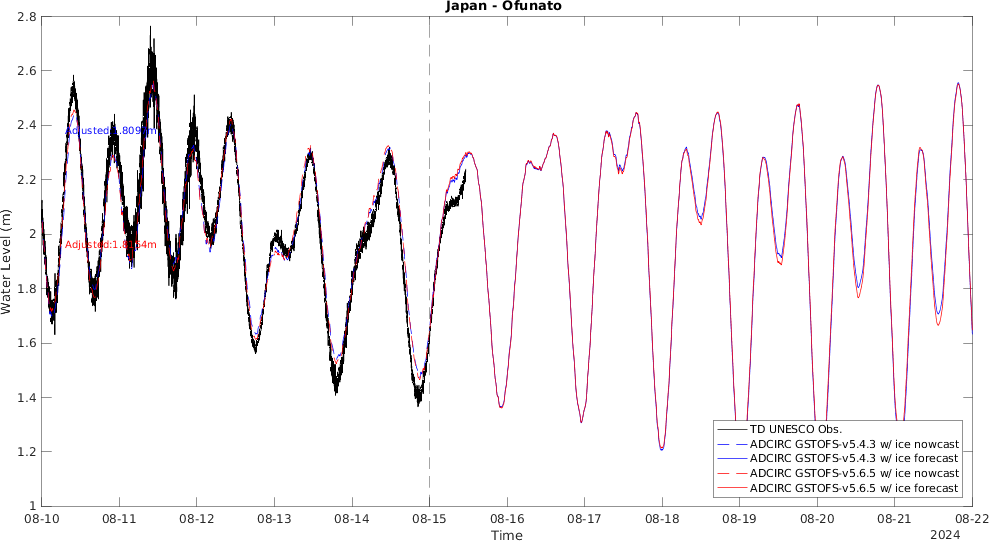 Japan - Ofunato
Water Level (m)
2.8
2.6
2.4
2.2
2
1.8
1.6
1.4
1.2
1
TD UNESCO Obs.
ADCIRC GSTOFS-v5.4.3 w/ ice nowcast
ADCIRC GSTOFS-v5.4.3 w/ ice forecast
ADCIRC GSTOFS-v5.6.5 w/ ice nowcast
ADCIRC GSTOFS-v5.6.5 w/ ice forecast
08-10 08-11 08-12 08-13 08-14 08-15 08-16 08-17 08-18 08-19 08-20 08-21 08-22
Time
2024